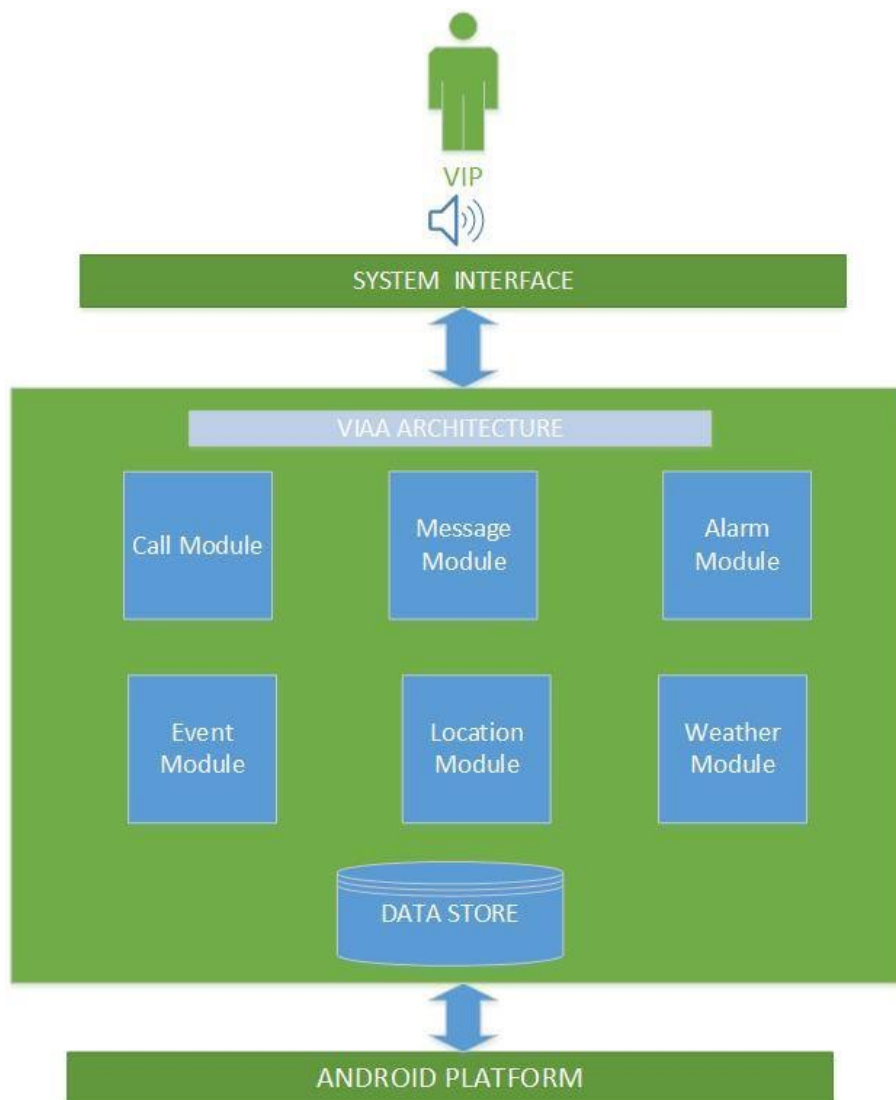 VIP
SYSTEM INTERFACE
VIAA ARCHITECTURE
Call Module
Message
Module
Alarm
Module
Event
Module
Location
Module
Weather
Module
DATA STORE
ANDROID PLATFORM